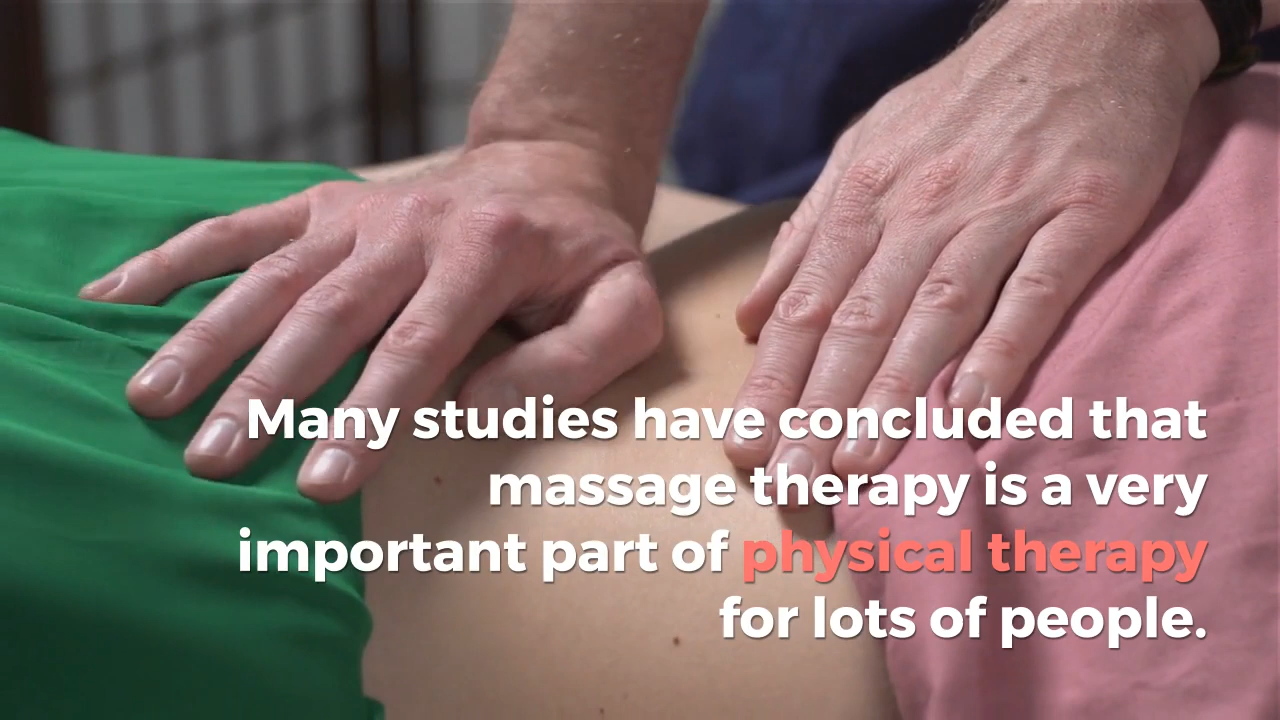 Many studies have concluded that
massage therapy is a very
important part of physical therapy
for lots of people.